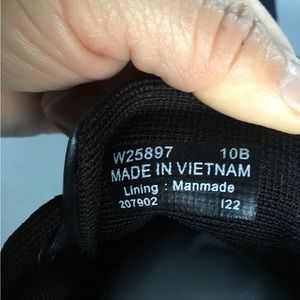 W25897 10B
MADE IN VIETNAM
Lining : Manmade
207902 I22